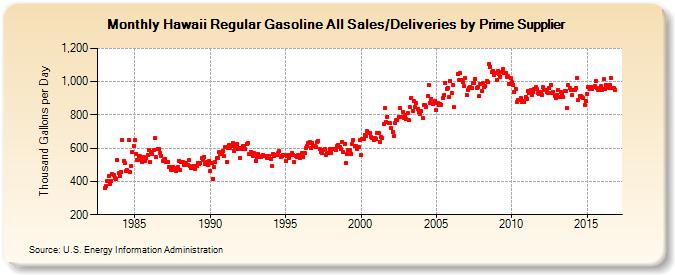 Monthly Hawaii Regular Gasoline All Sales/Deliveries by Prime Supplier
Thousand Gallons per Day
1,200
1,000
800
600
400
200
1985 1990 1995 2000 2005 2010 2015
Source: U.S. Energy Information Administration